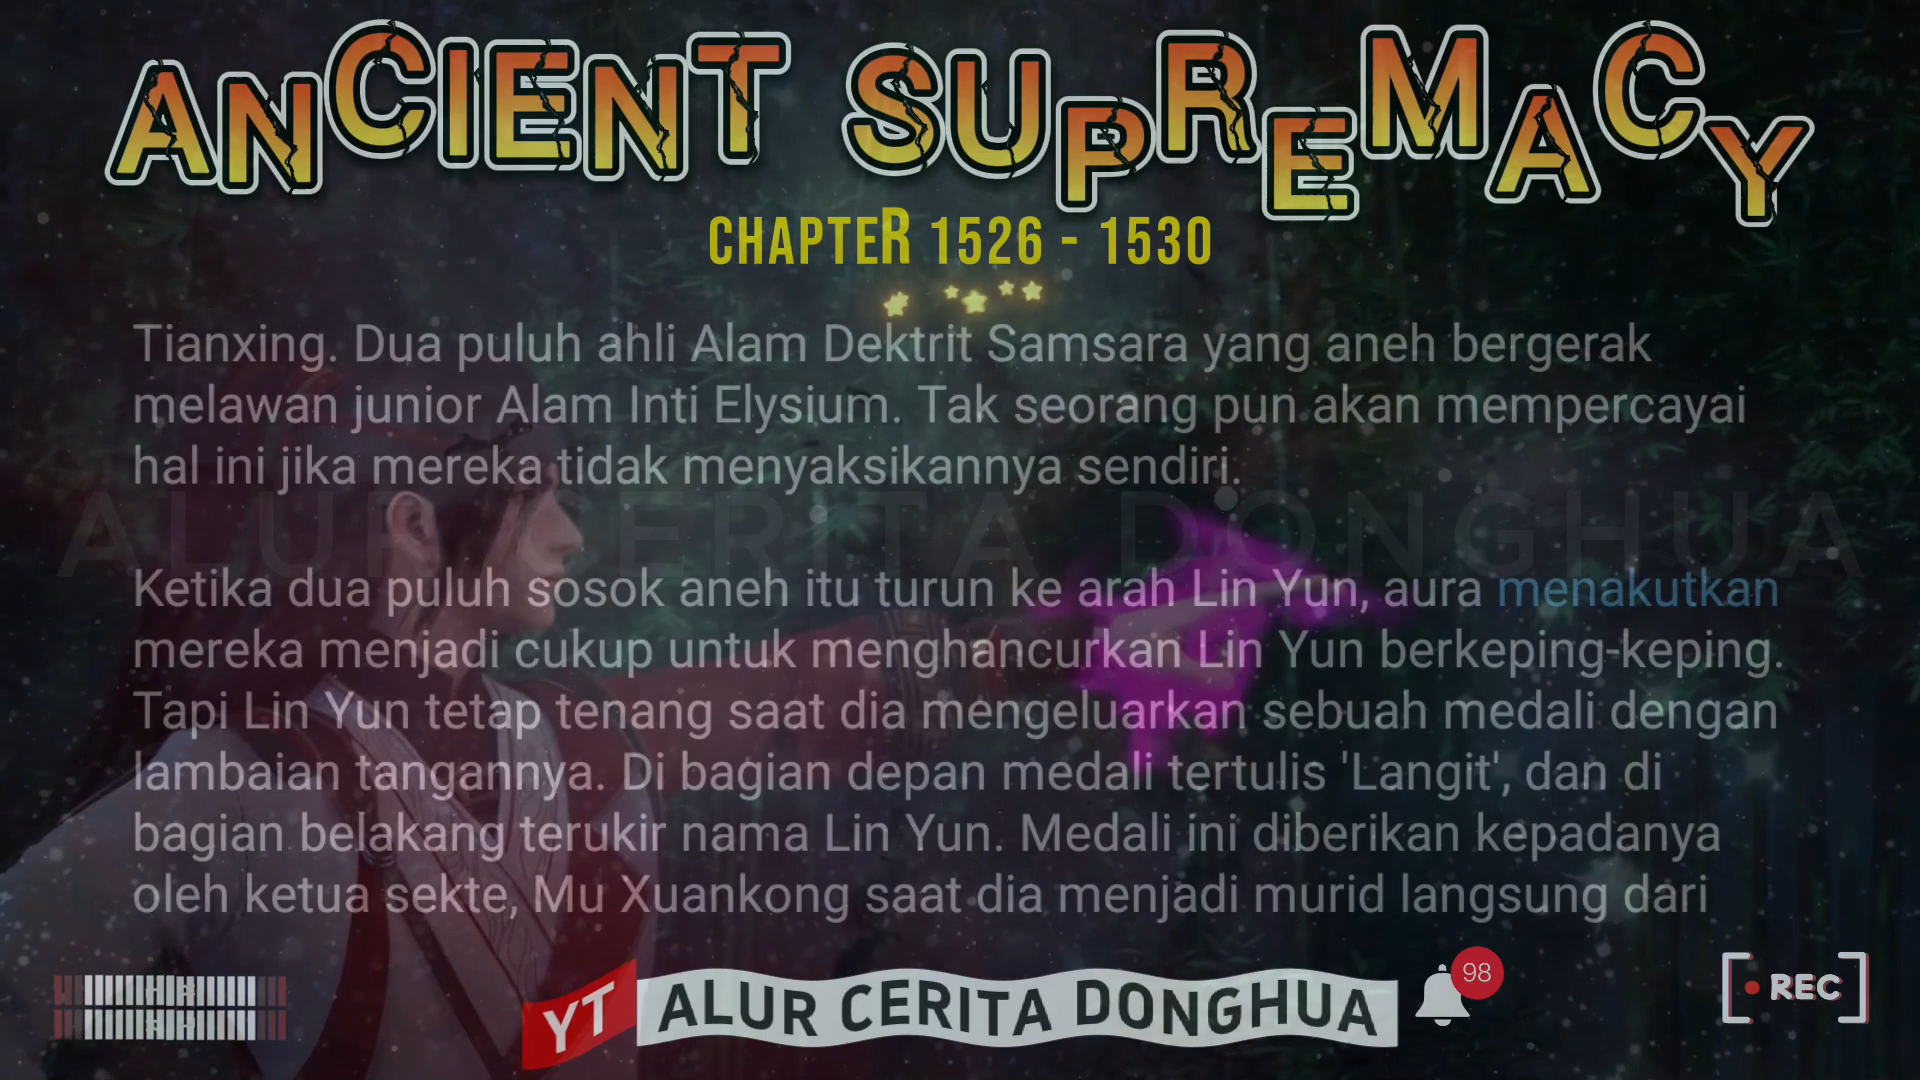 ANCIENT SUPREMACY
CHAPTER 1526 - 1530
Tianxing. Dua puluh ahli Alam Dektrit Samsara yang aneh bergerak
melawan junior Alam Inti Elysium. Tak seorang pun akan mempercayai
hal ini jika mereka tidak menyaksikannya sendiri.
ALUR CERITA DONGHUA
Ketika dua puluh sosok aneh itu turun ke arah Lin Yun, aura menakutkan
mereka menjadi cukup untuk menghancurkan Lin Yun berkeping-keping.
Tapi Lin Yun tetap tenang saat dia mengeluarkan sebuah medali dengan
lambaian tangannya. Di bagian depan medali tertulis 'Langit', dan di
bagian belakang terukir nama Lin Yun. Medali ini diberikan kepadanya
oleh ketua sekte, Mu Xuankong saat dia menjadi murid langsung dari
YT ALUR CERITA DONGHUA
98
REC